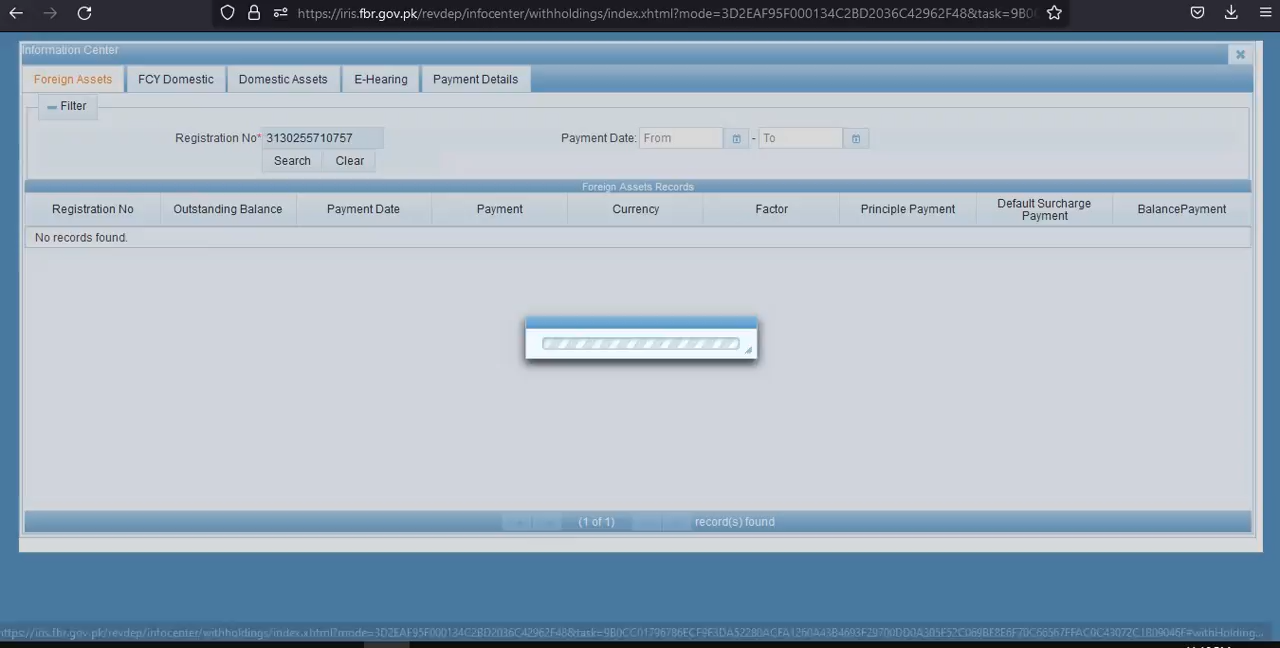 https://iris.fbr.gov.pk/revdep/infocenter/withholdings/index.xhtml?mode=3D2EAF95F000134C2BD2036C42962F48&task=9B0
Information Center
Foreign Assets FCY Domestic Domestic Assets E-Hearing Payment Details
Filter
Registration No* 3130255710757 Payment Date: From - To
Search Clear
Foreign Assets Records
Registration No Outstanding Balance Payment Date Payment Currency Factor Principle Payment Default Surcharge Payment BalancePayment
No records found.
(1 of 1) record(s) found